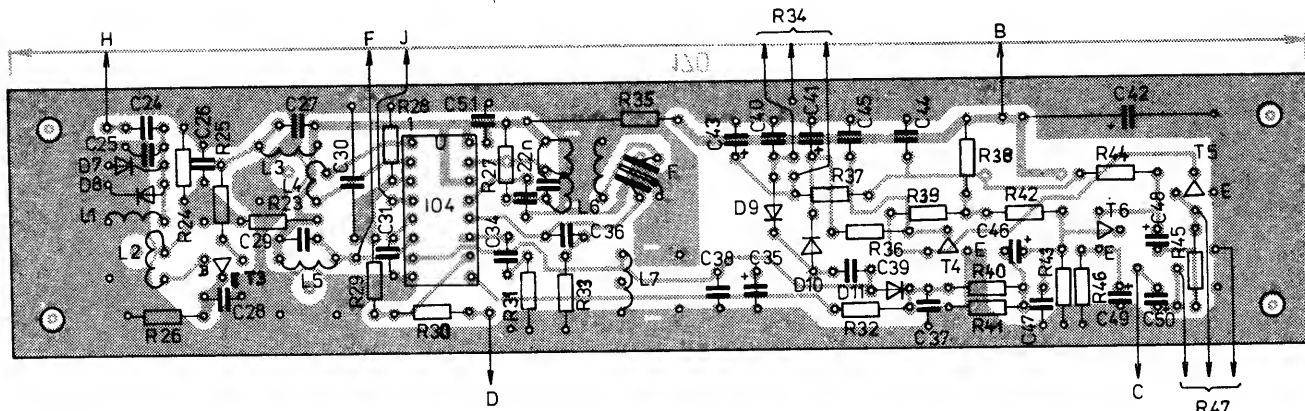 R34
H F J B
170
C24 C26 R25 C27 R28 C51 R35 C43 C40 C41 C45 C44 C42
C25 1
D7 L3 C30 R27 22n R38 R44 T5
D8 L4 IO4 F R37 E
L1 R24 R23 L6 D9 R39 R42 T6 C48
L2 C29 C31 C34 C36 R36 T4 E C46 E R45
E T3 L5 R29 R31 R33 L7 C38 C35 D10 D11 C39 R40 R43 R46
R26 C28 R30 R32 C37 R41 C47 C49 C50
D C R47